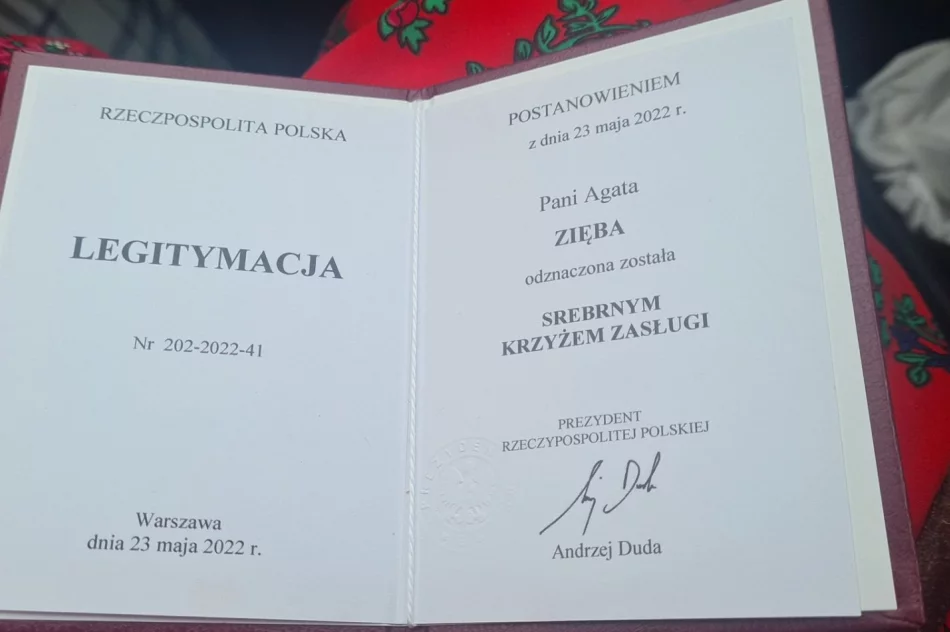 RZECZPOSPOLITA POLSKA
LEGITYMACJA
Nr 202-2022-41
Warszawa
dnia 23 maja 2022 r.
POSTANOWIENIEM
z dnia 23 maja 2022 r.
Pani Agata
ZIĘBA
odznaczona została
SREBRNYM
KRZYŻEM ZASŁUGI
PREZYDENT
RZECZYPOSPOLITEJ POLSKIEJ
Andrzej Duda